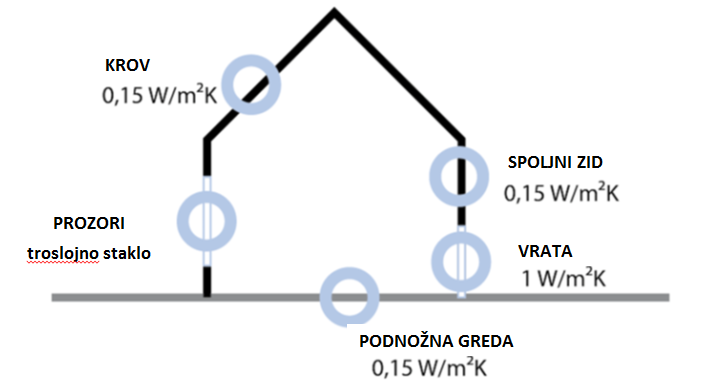 KROV
0,15 W/m²K
SPOLJNI ZID
0,15 W/m²K
PROZORI
troslojno staklo
VRATA
1 W/m²K
PODNOŽNA GREDA
0,15 W/m²K